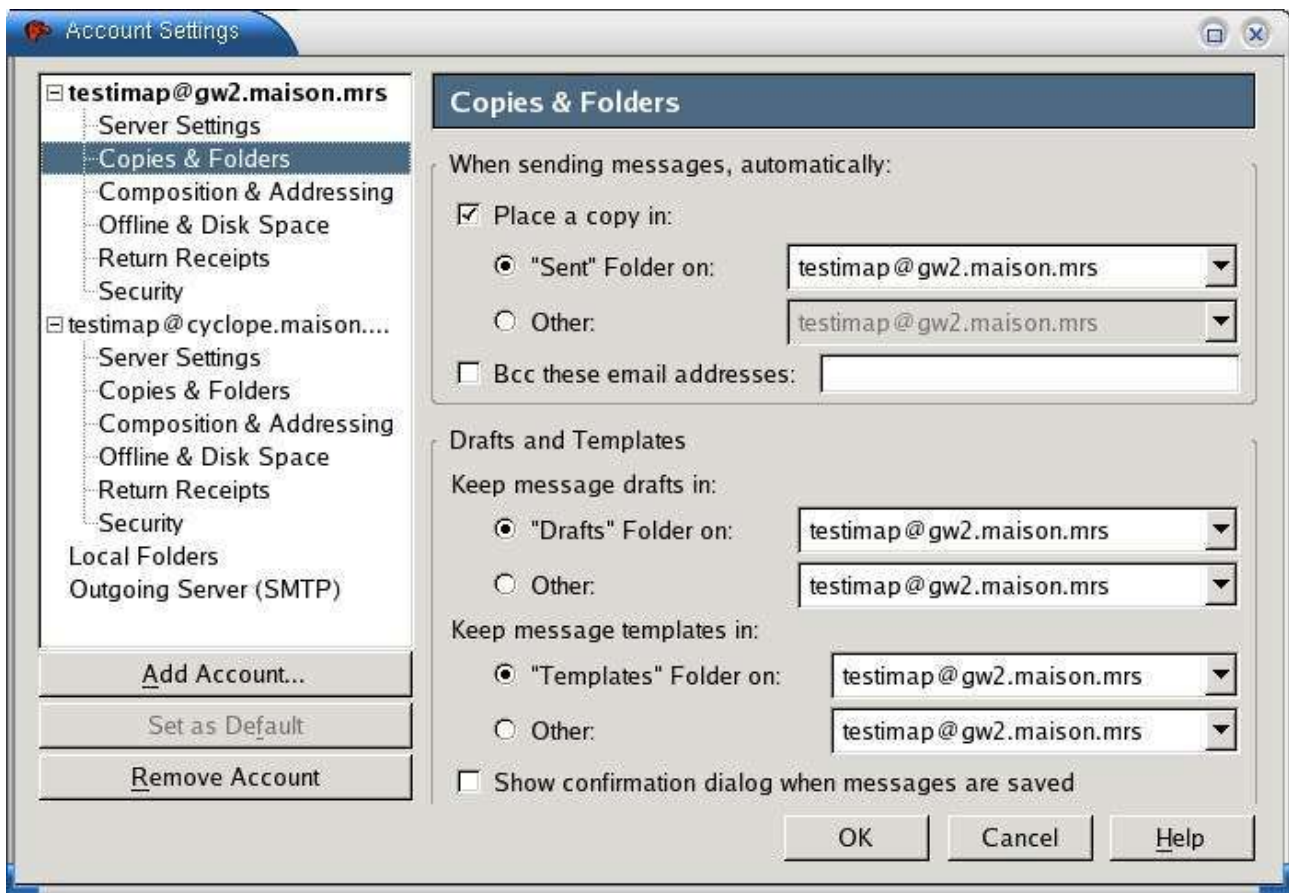 Account Settings
testimap@gw2.maison.mrs
Server Settings
Copies & Folders
Composition & Addressing
Offline & Disk Space
Return Receipts
Security
testimap@cyclope.maison....
Server Settings
Copies & Folders
Composition & Addressing
Offline & Disk Space
Return Receipts
Security
Local Folders
Outgoing Server (SMTP)
Add Account...
Set as Default
Remove Account
Copies & Folders
When sending messages, automatically:
Place a copy in:
"Sent" Folder on: testimap@gw2.maison.mrs
Other: testimap@gw2.maison.mrs
Bcc these email addresses:
Drafts and Templates
Keep message drafts in:
"Drafts" Folder on: testimap@gw2.maison.mrs
Other: testimap@gw2.maison.mrs
Keep message templates in:
"Templates" Folder on: testimap@gw2.maison.mrs
Other: testimap@gw2.maison.mrs
Show confirmation dialog when messages are saved
OK Cancel Help